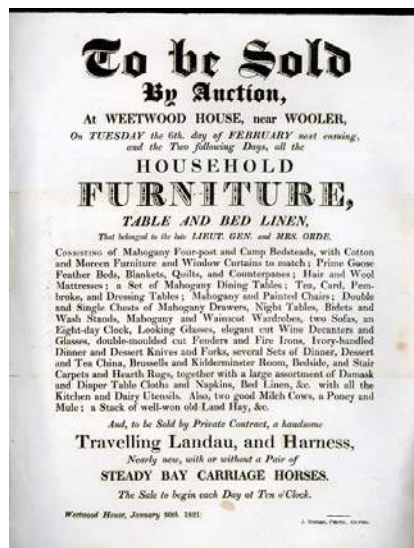 To be Sold
By Auction,
At WEETWOOD HOUSE, near WOOLER,
On TUESDAY the 6th. day of FEBRUARY next ensuing,
and the Two following Days, all the
HOUSEHOLD
FURNITURE,
TABLE AND BED LINEN,
That belonged to the late LIEUT. GEN. and MRS. ORDE,
CONSISTING of Mahogany Four-post and Camp Bedsteads, with Cotton
and Moreen Furniture and Window Curtains to match; Prime Goose
Feather Beds, Blankets, Quilts, and Counterpanes; Hair and Wool
Mattresses; a Set of Mahogany Dining Tables; Tea, Card, Pem-
broke, and Dressing Tables; Mahogany and Painted Chairs; Double
and Single Chests of Mahogany Drawers, Night Tables, Bidets and
Wash Stands, Mahogany and Wainscot Wardrobes, two Sofas, an
Eight-day Clock, Looking Glasses, elegant cut Wine Decanters and
Glasses, double-moulded cut Fenders and Fire Irons, Ivory-handled
Dinner and Dessert Knives and Forks, several Sets of Dinner, Dessert
and Tea China, Brussells and Kidderminster Room, Bedside, and Stair
Carpets and Hearth Rugs, together with a large assortment of Damask
and Diaper Table Cloths and Napkins, Bed Linen, &c. with all the
Kitchen and Dairy Utensils. Also, two good Milch Cows, a Poney and
Mule; a Stack of well-won old Land Hay, &c.
And, to be Sold by Private Contract, a handsome
Travelling Landau, and Harness,
Nearly new, with or without a Pair of
STEADY BAY CARRIAGE HORSES.
The Sale to begin each Day at Ten o'Clock.
Weetwood House, January 20th. 1821.